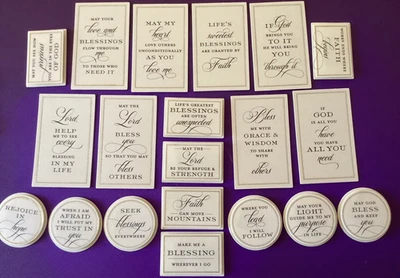 MAY YOUR
love and
BLESSINGS
FLOW THROUGH
me
TO THOSE
WHO NEED IT
MAY MY
heart
LOVE OTHERS
UNCONDITIONALLY
AS YOU
love me
LIFE'S
sweetest
BLESSINGS
ARE GRANTED
BY
Faith
IF God
BRINGS YOU
TO IT
HE WILL BRING
YOU
through it
FAITH
begins
Lord
HELP ME
TO SEE
every
BLESSING
IN MY
LIFE
MAY THE
Lord
BLESS
you
SO THAT YOU MAY
BLESS
OTHERS
LIFE'S GREATEST
BLESSINGS
ARE OFTEN
unexpected
MAY THE
Lord
BE YOUR REFUGE &
STRENGTH
Bless
ME WITH
GRACE &
WISDOM
TO SHARE
WITH
others
IF
GOD
IS ALL YOU
have
YOU HAVE
ALL YOU
need
Faith
CAN MOVE
MOUNTAINS
REJOICE IN
hope
WHEN I AM
AFRAID
I WILL PUT MY
TRUST IN
YOU
SEEK
blessings
EVERYWHERE
MAKE ME A
BLESSING
WHEREVER I GO
WHERE YOU
lead
I WILL
FOLLOW
MAY YOUR
LIGHT
GUIDE ME TO MY
purpose
IN LIFE
MAY GOD
BLESS
AND KEEP
you